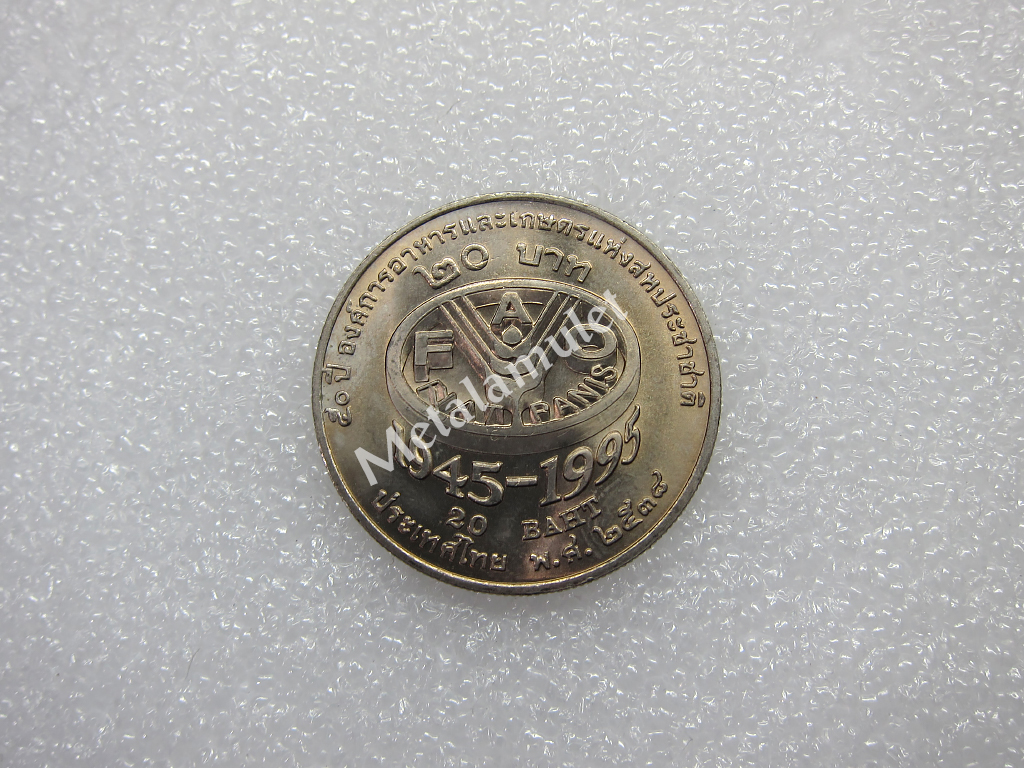 ๕๐ ปี องค์การอาหารและเกษตรแห่งสหประชาชาติ
๒๐ บาท
F A O
PANIS
1945-1995
20 BAHT
ประเทศไทย พ.ศ. ๒๕๓๘
Metalamulet